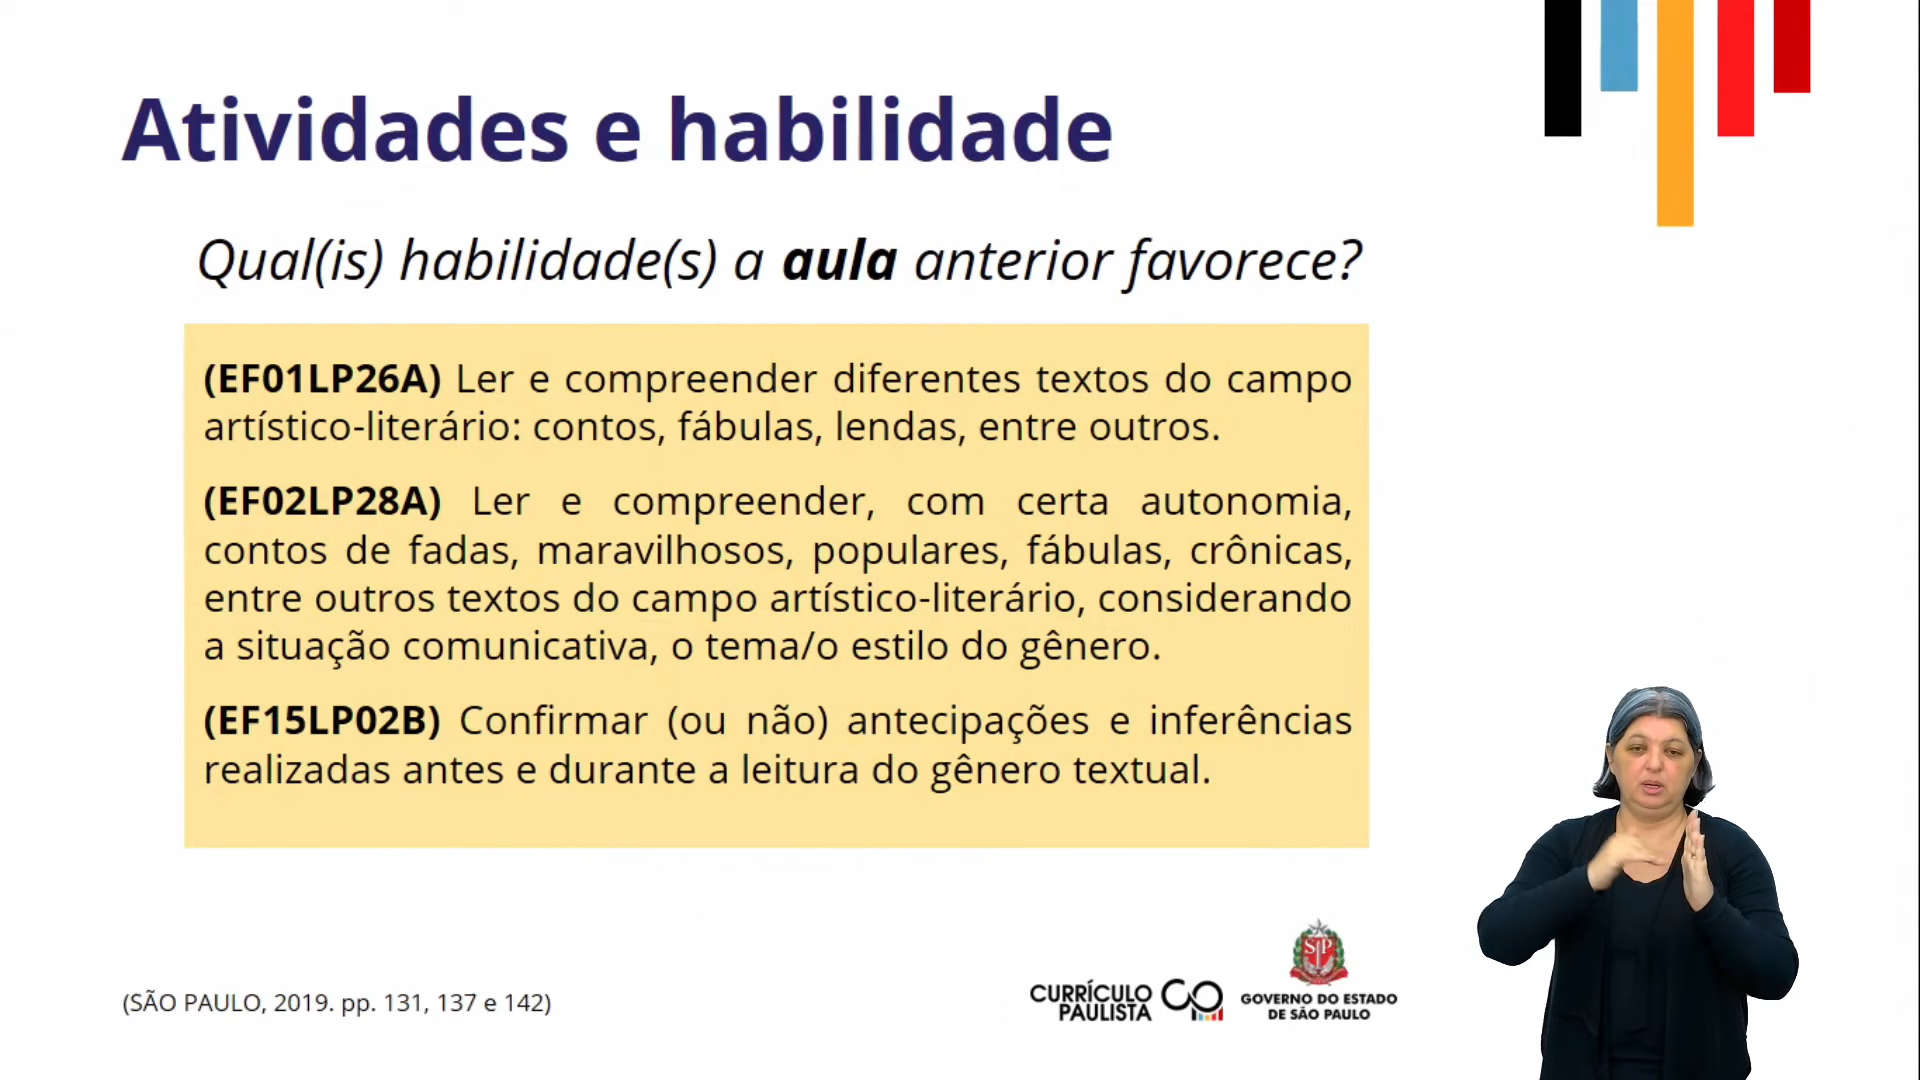 Atividades e habilidade
Qual(is) habilidade(s) a aula anterior favorece?
(EF01LP26A) Ler e compreender diferentes textos do campo
artístico-literário: contos, fábulas, lendas, entre outros.
(EF02LP28A) Ler e compreender, com certa autonomia,
contos de fadas, maravilhosos, populares, fábulas, crônicas,
entre outros textos do campo artístico-literário, considerando
a situação comunicativa, o tema/o estilo do gênero.
(EF15LP02B) Confirmar (ou não) antecipações e inferências
realizadas antes e durante a leitura do gênero textual.
(SÃO PAULO, 2019. pp. 131, 137 e 142)
CURRÍCULO
PAULISTA
SP
GOVERNO DO ESTADO
DE SÃO PAULO